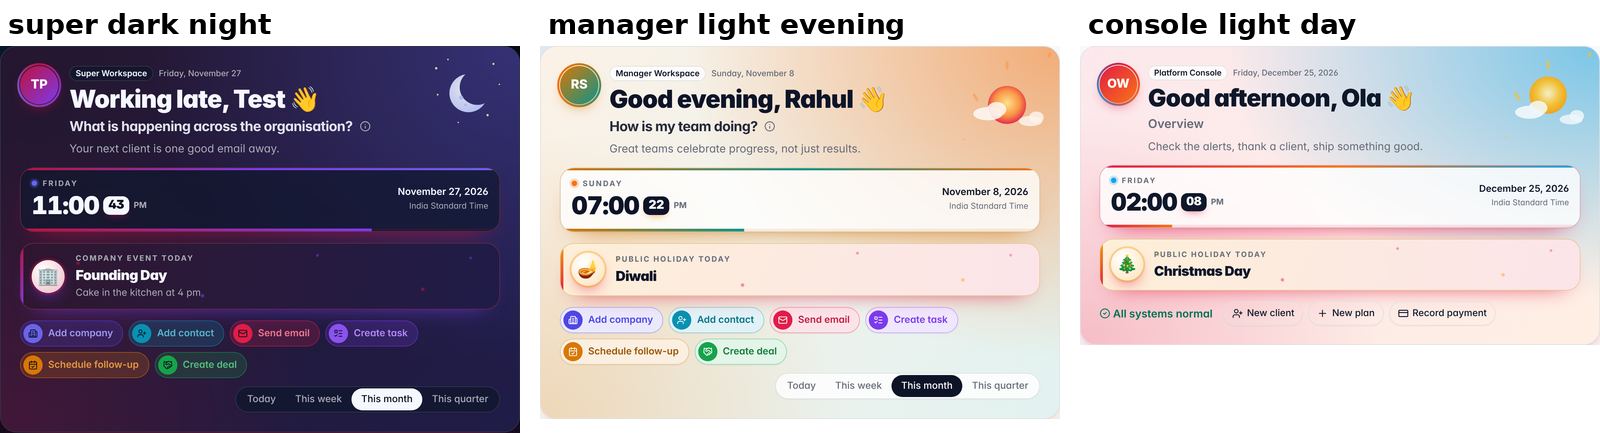 super dark night
TP
Super Workspace Friday, November 27
Working late, Test 👋
What is happening across the organisation?
Your next client is one good email away.
FRIDAY
11:00 43 PM
November 27, 2026
India Standard Time
COMPANY EVENT TODAY
Founding Day
Cake in the kitchen at 4 pm.
Add company Add contact Send email Create task
Schedule follow-up Create deal
Today This week This month This quarter
manager light evening
RS
Manager Workspace Sunday, November 8
Good evening, Rahul 👋
How is my team doing?
Great teams celebrate progress, not just results.
SUNDAY
07:00 22 PM
November 8, 2026
India Standard Time
PUBLIC HOLIDAY TODAY
Diwali
Add company Add contact Send email Create task
Schedule follow-up Create deal
Today This week This month This quarter
console light day
OW
Platform Console Friday, December 25, 2026
Good afternoon, Ola 👋
Overview
Check the alerts, thank a client, ship something good.
FRIDAY
02:00 08 PM
December 25, 2026
India Standard Time
PUBLIC HOLIDAY TODAY
Christmas Day
All systems normal New client New plan Record payment